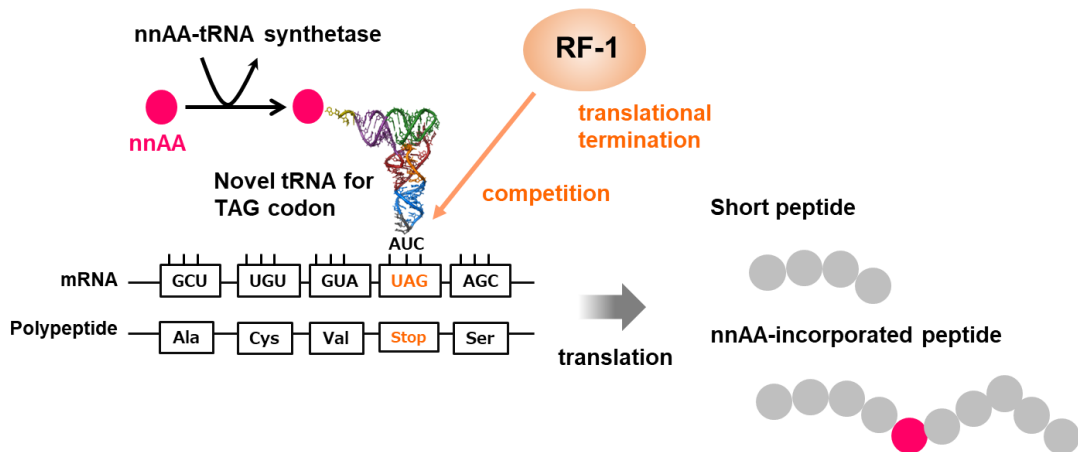 nnAA-tRNA synthetase
RF-1
nnAA
translational
termination
Novel tRNA for
TAG codon
competition
AUC
mRNA
GCU
UGU
GUA
UAG
AGC
Polypeptide
Ala
Cys
Val
Stop
Ser
translation
Short peptide
nnAA-incorporated peptide